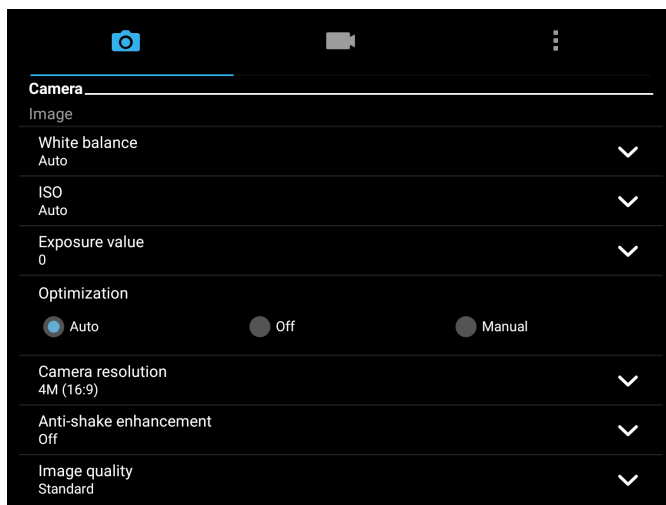 Camera
Image
White balance
Auto
ISO
Auto
Exposure value
0
Optimization
Auto Off Manual
Camera resolution
4M (16:9)
Anti-shake enhancement
Off
Image quality
Standard